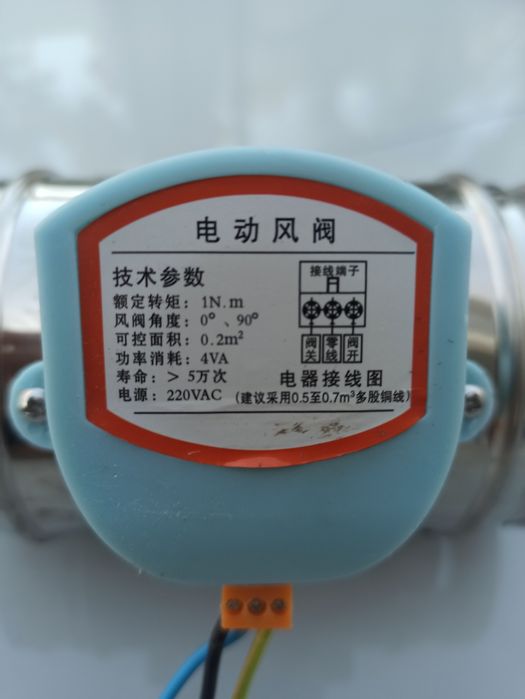 电动风阀
技术参数
额定转矩：1N.m
风阀角度：0°、90°
可控面积：0.2m²
功率消耗：4VA
寿命：＞5万次
电源：220VAC
接线端子
阀关 零线 阀开
电器接线图
(建议采用0.5至0.7m³多股铜线)